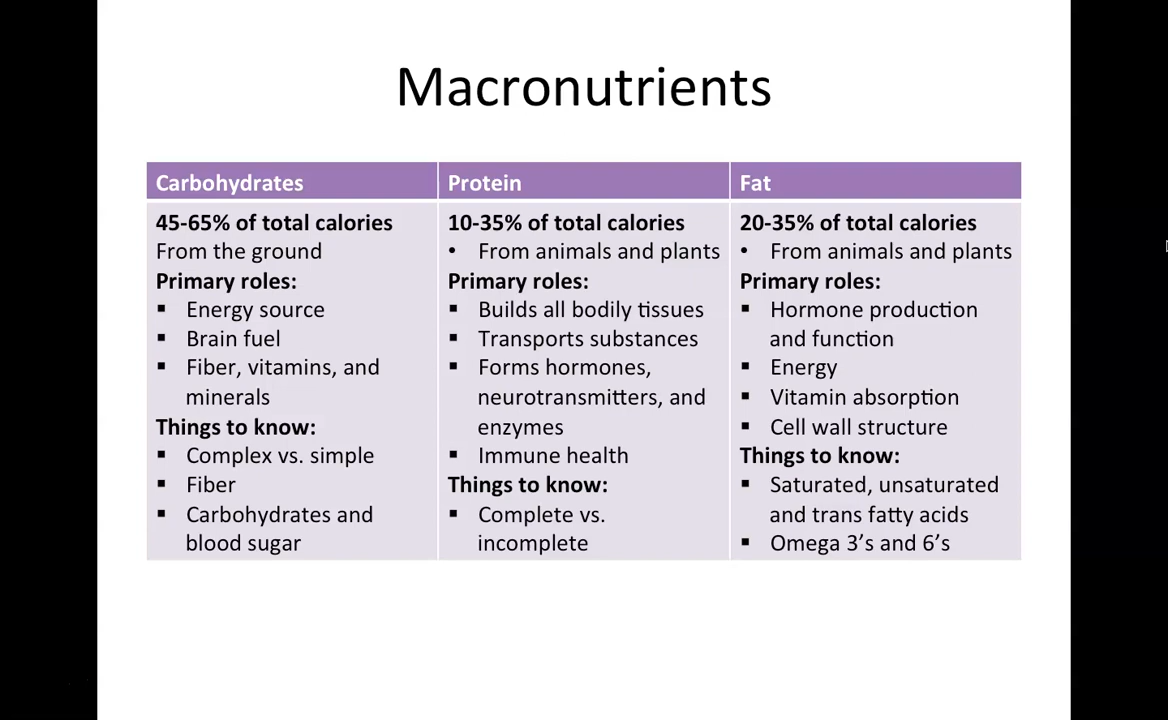 Macronutrients
Carbohydrates
45-65% of total calories
From the ground
Primary roles:
▪ Energy source
▪ Brain fuel
▪ Fiber, vitamins, and
minerals
Things to know:
▪ Complex vs. simple
▪ Fiber
▪ Carbohydrates and
blood sugar
Protein
10-35% of total calories
• From animals and plants
Primary roles:
▪ Builds all bodily tissues
▪ Transports substances
▪ Forms hormones,
neurotransmitters, and
enzymes
▪ Immune health
Things to know:
▪ Complete vs.
incomplete
Fat
20-35% of total calories
• From animals and plants
Primary roles:
▪ Hormone production
and function
▪ Energy
▪ Vitamin absorption
▪ Cell wall structure
Things to know:
▪ Saturated, unsaturated
and trans fatty acids
▪ Omega 3’s and 6’s